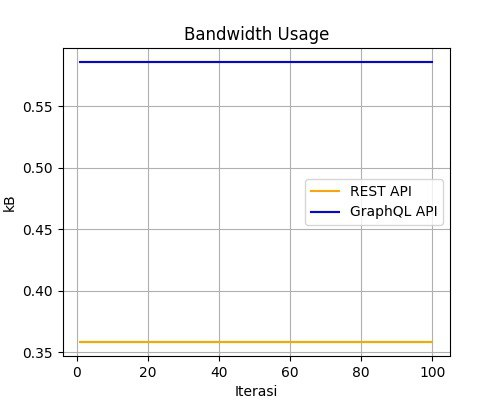 Bandwidth Usage
0.55
0.50
0.45
0.40
0.35
kB
REST API
GraphQL API
0 20 40 60 80 100
Iterasi